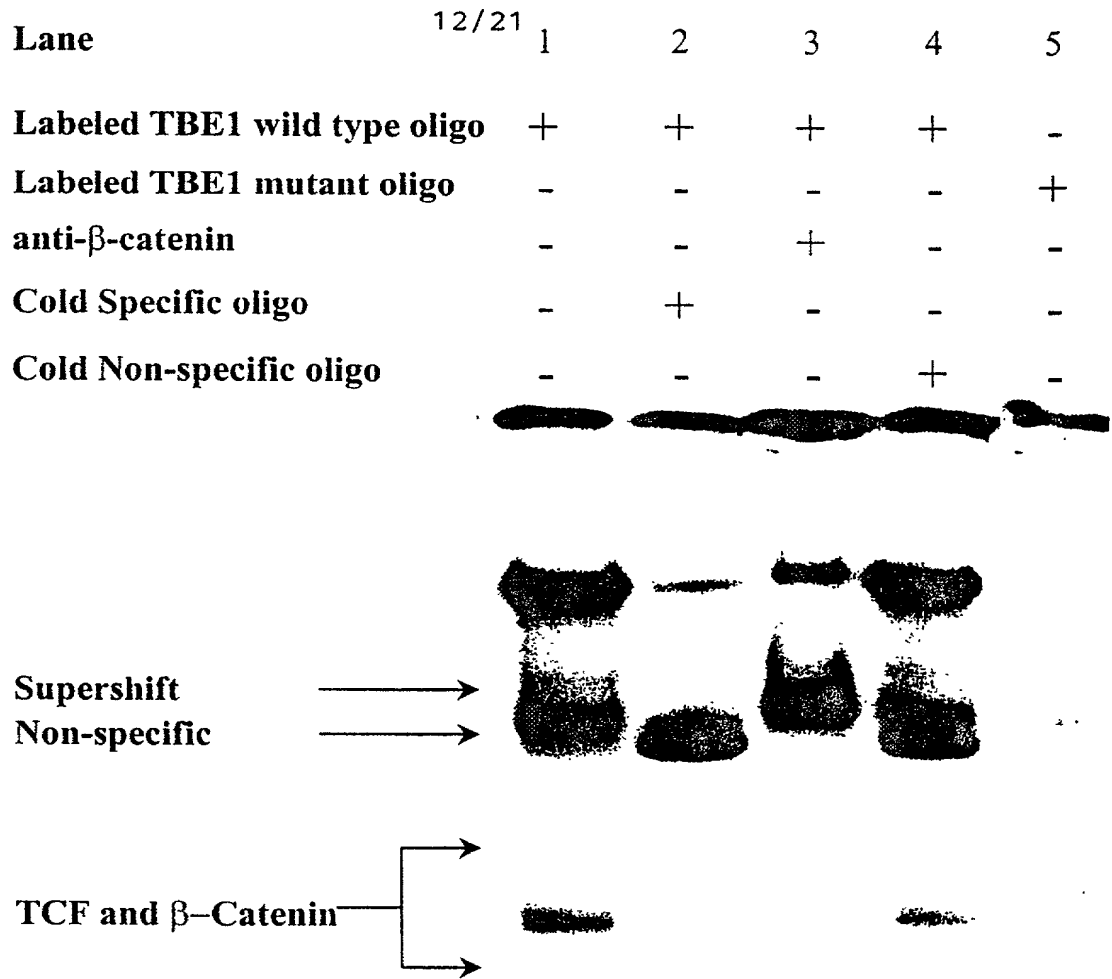 12/21
Lane 1 2 3 4 5
Labeled TBE1 wild type oligo + + + + -
Labeled TBE1 mutant oligo - - - - +
anti-β-catenin - - + - -
Cold Specific oligo - + - - -
Cold Non-specific oligo - - - + -
Supershift
Non-specific
TCF and β–Catenin